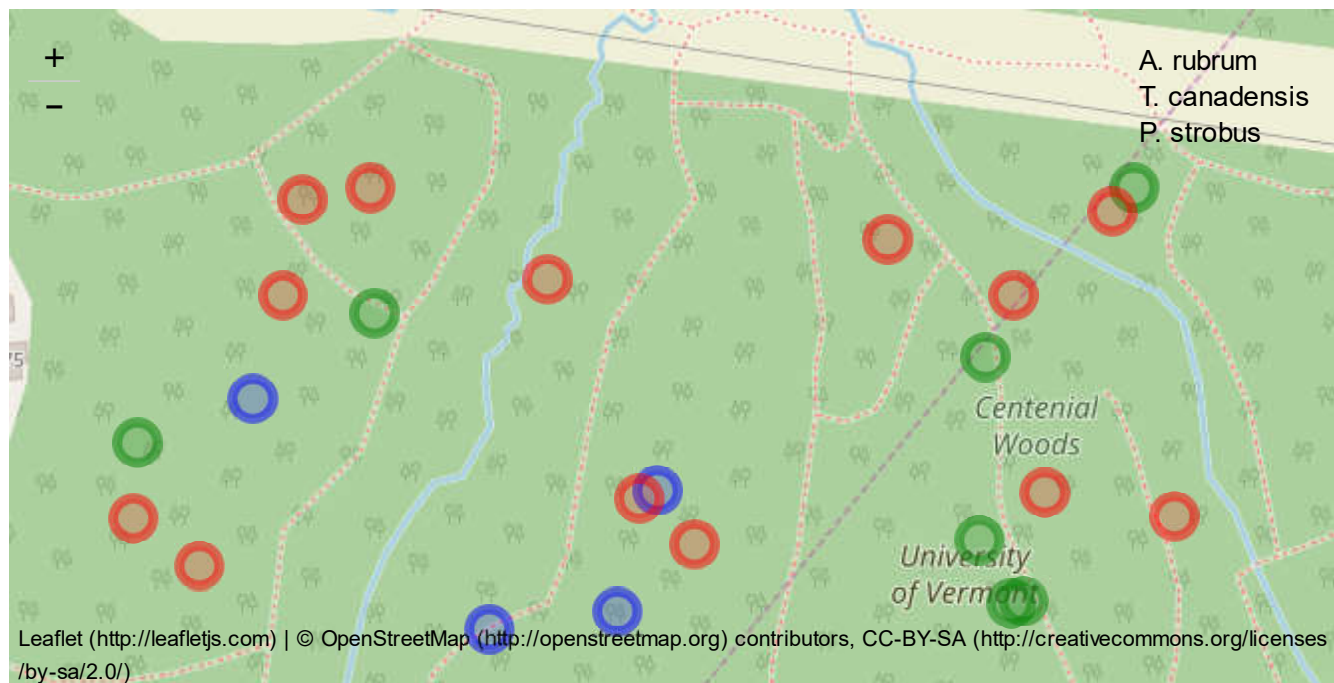 +
−
A. rubrum
T. canadensis
P. strobus
75
Centenial
Woods
University
of Vermont
Leaflet (http://leafletjs.com) | © OpenStreetMap (http://openstreetmap.org) contributors, CC-BY-SA (http://creativecommons.org/licenses
/by-sa/2.0/)